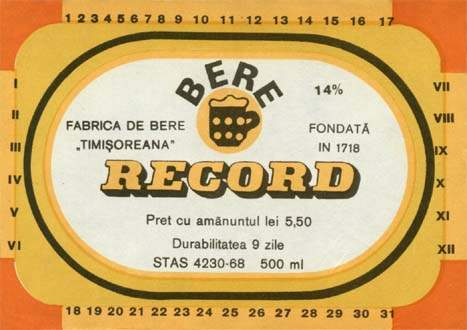 1 2 3 4 5 6 7 8 9 10 11 12 13 14 15 16 17
BERE
14%
I
II
III
IV
V
VI
VII
VIII
IX
X
XI
XII
FABRICA DE BERE
„TIMIȘOREANA”
FONDATĂ
IN 1718
RECORD
Pret cu amănuntul lei 5,50
Durabilitatea 9 zile
STAS 4230-68 500 ml
18 19 20 21 22 23 24 25 26 27 28 29 30 31